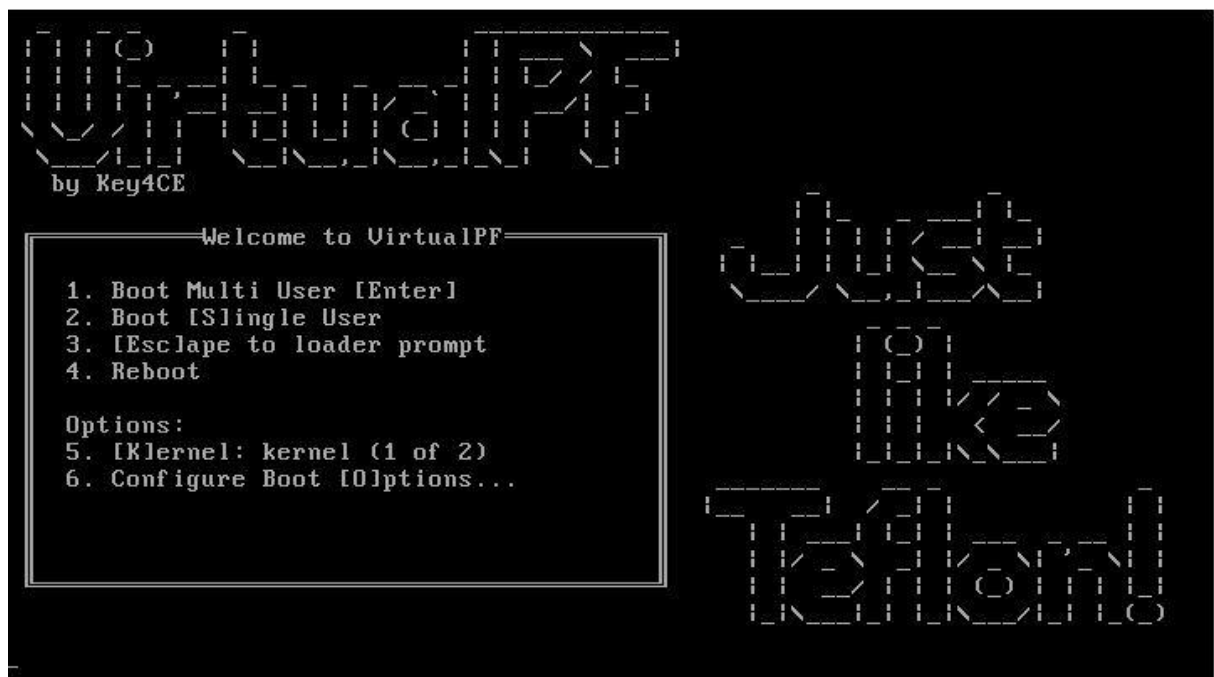 VirtualPF
by Key4CE
Welcome to VirtualPF
1. Boot Multi User [Enter]
2. Boot [S]ingle User
3. [Esc]ape to loader prompt
4. Reboot
Options:
5. [K]ernel: kernel (1 of 2)
6. Configure Boot [O]ptions...
Just
like
Teflon!